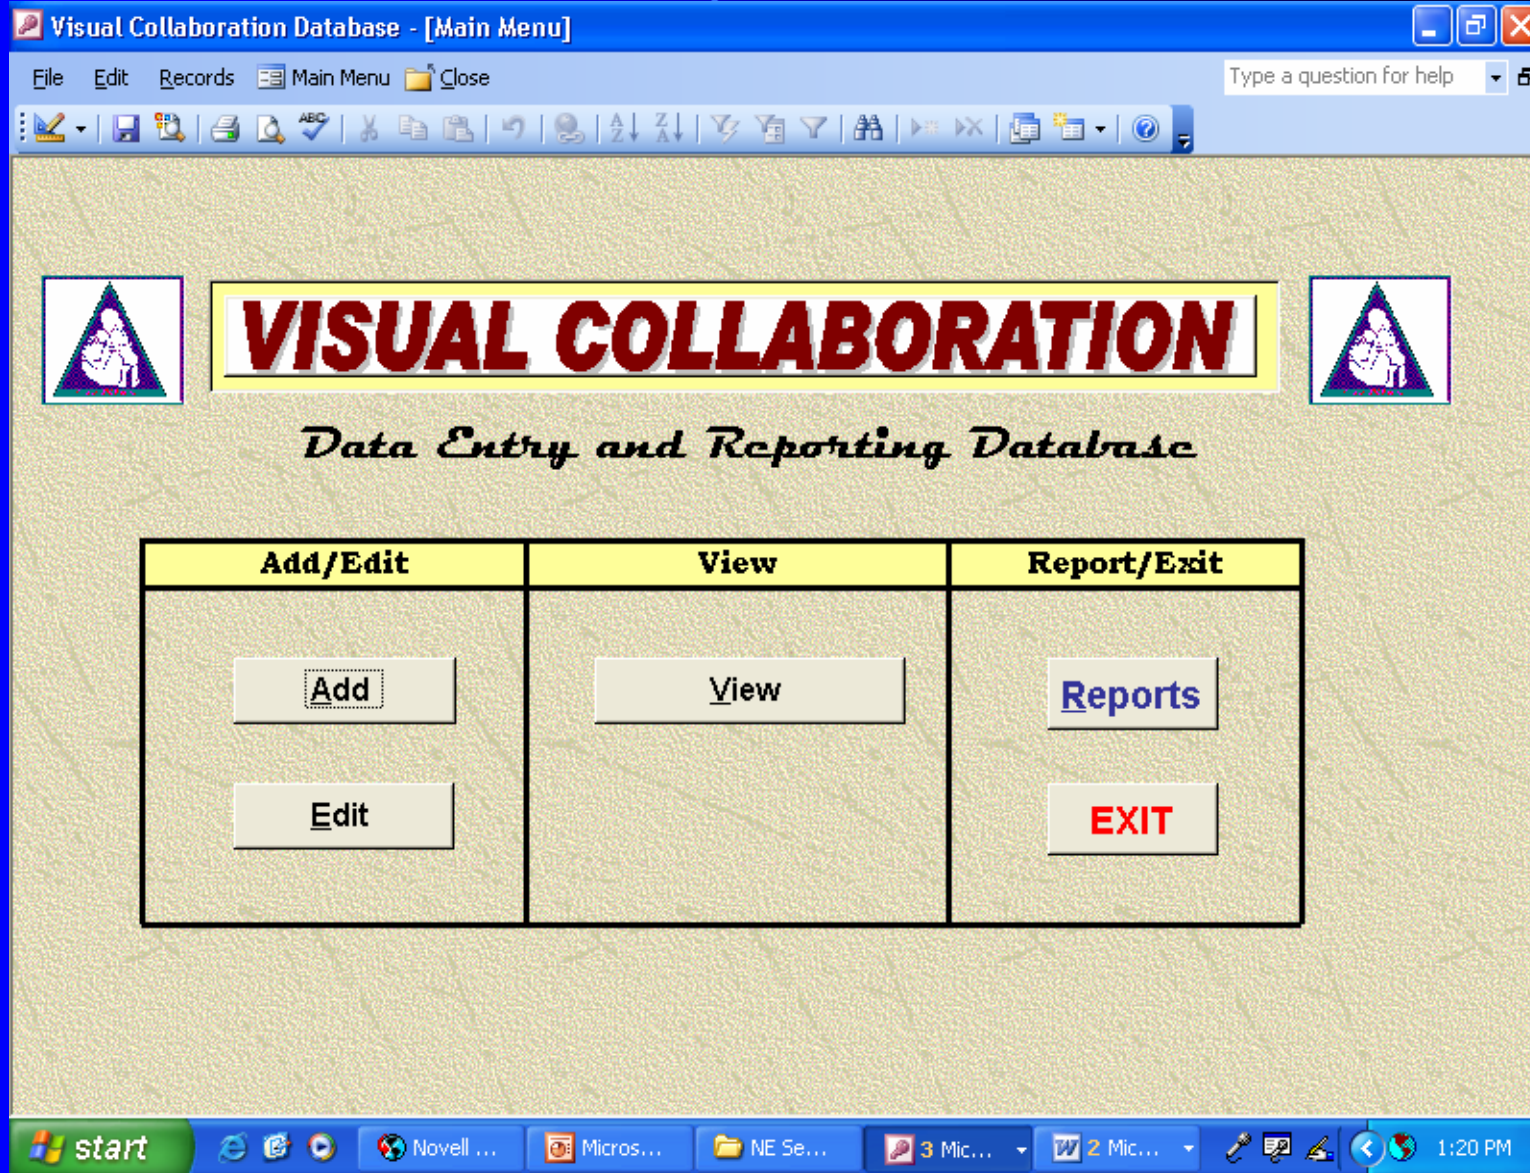 Visual Collaboration Database - [Main Menu]
File Edit Records Main Menu Close Type a question for help
ABC A Z Z A
VISUAL COLLABORATION
Data Entry and Reporting Database
Add/Edit View Report/Exit
Add View Reports
Edit EXIT
start Novell ... Micros... NE Se... 3 Mic... 2 Mic... 1:20 PM